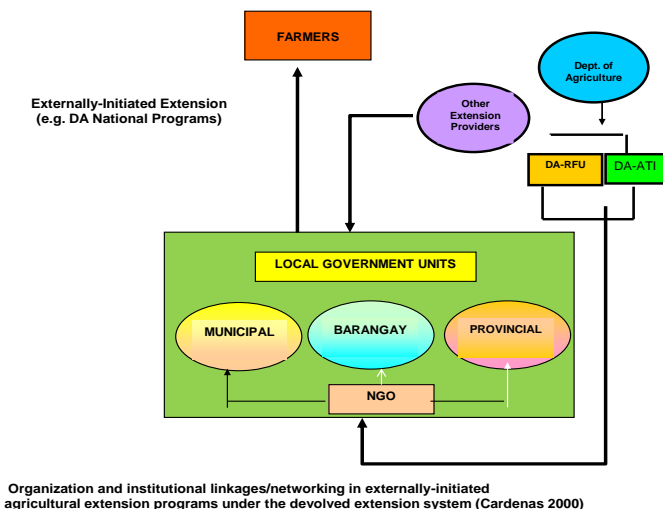 FARMERS
Dept. of
Agriculture
Externally-Initiated Extension
(e.g. DA National Programs)
Other
Extension
Providers
DA-RFU
DA-ATI
LOCAL GOVERNMENT UNITS
MUNICIPAL
BARANGAY
PROVINCIAL
NGO
Organization and institutional linkages/networking in externally-initiated
agricultural extension programs under the devolved extension system (Cardenas 2000)